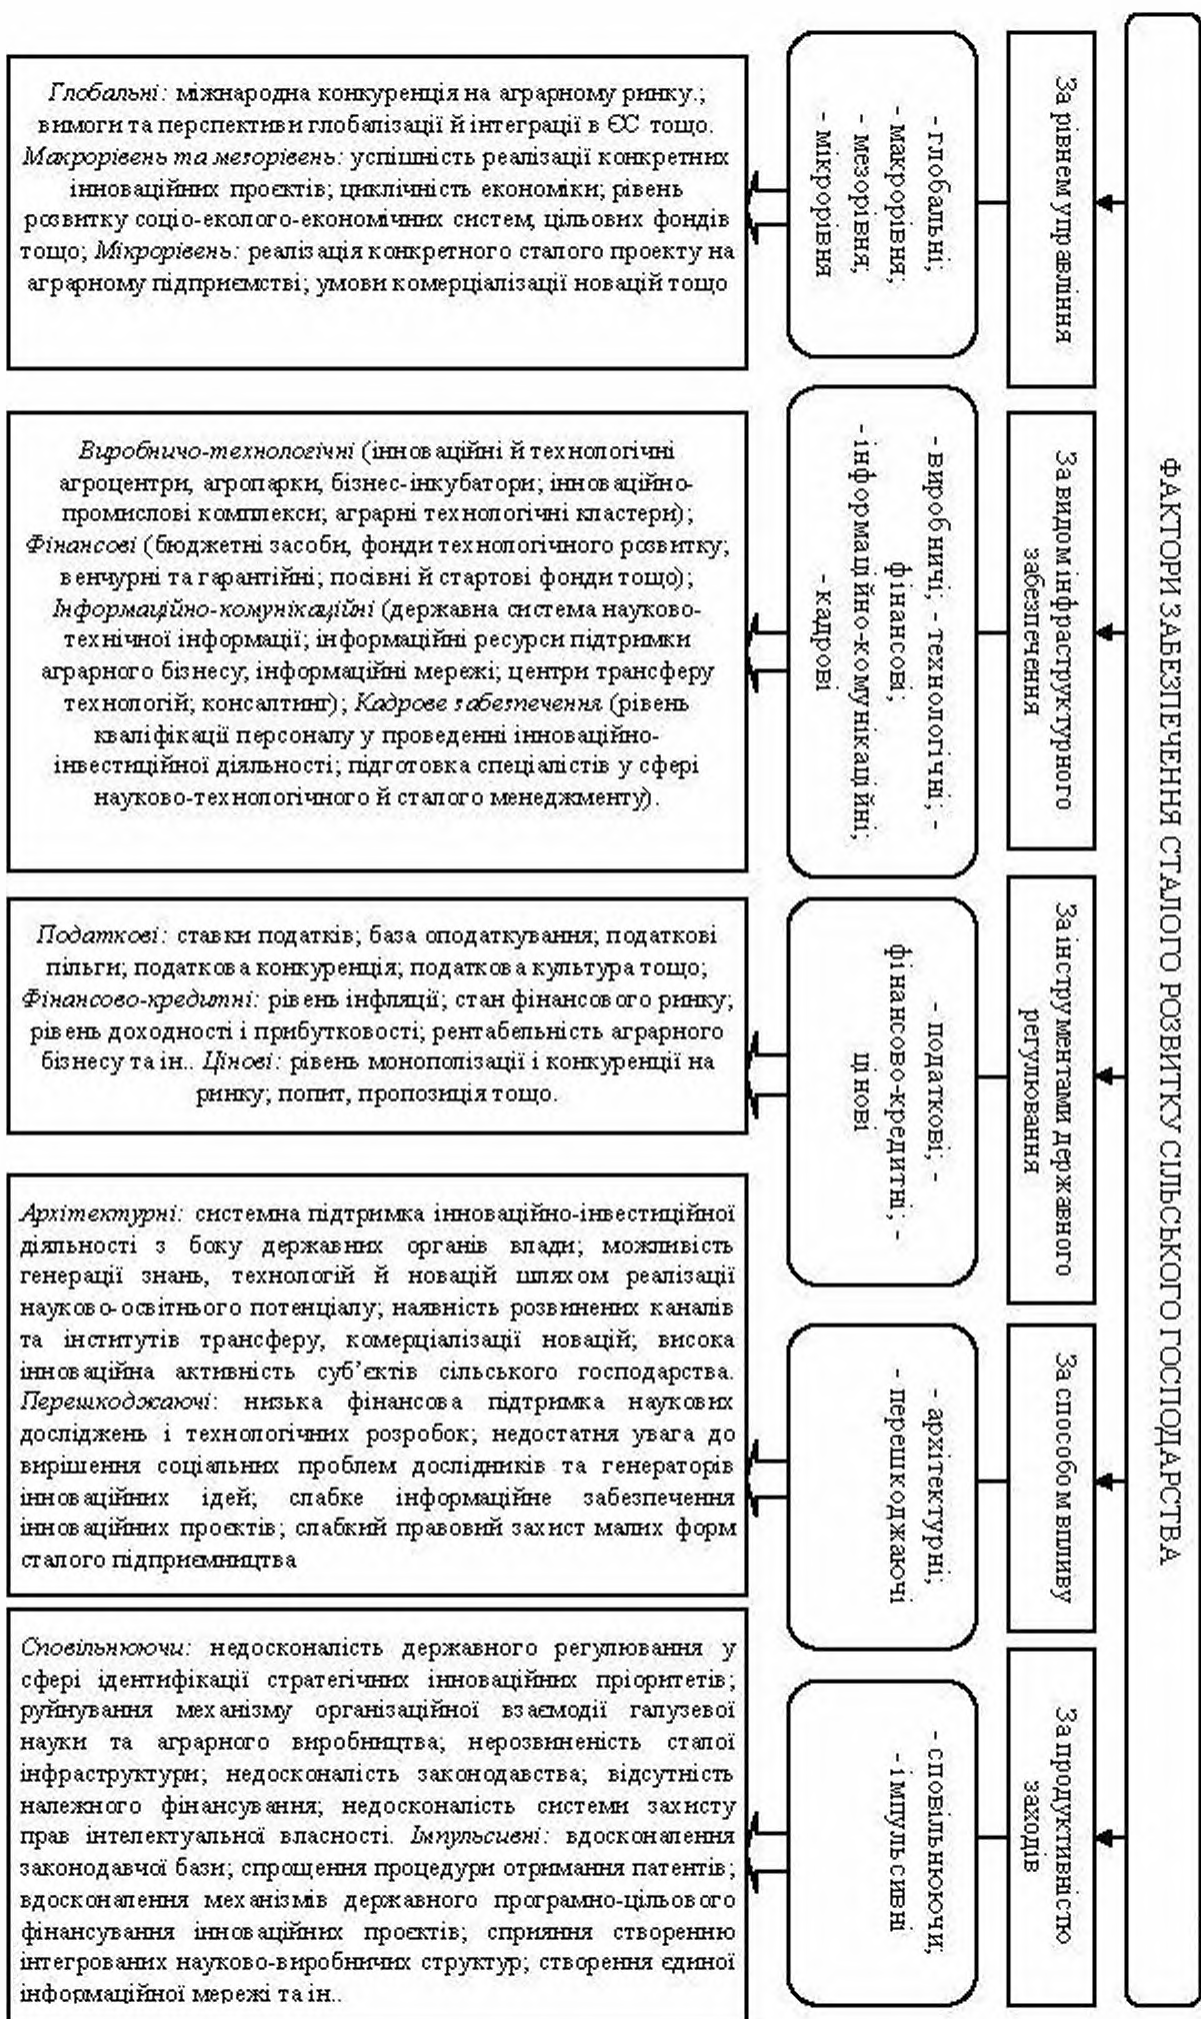 ФАКТОРИ ЗАБЕЗПЕЧЕННЯ СТАЛОГО РОЗВИТКУ СІЛЬСЬКОГО ГОСПОДАРСТВА
За рівнем управління
- глобальні;
- макрорівня;
- мезорівня;
- мікрорівня
Глобальні: міжнародна конкуренція на аграрному ринку.;
вимоги та перспективи глобалізації й інтеграції в ЄС тощо.
Макрорівень та мезорівень: успішність реалізації конкретних
інноваційних проєктів; циклічність економіки; рівень
розвитку соціо-еколого-економічних систем, цільових фондів
тощо; Мікрорівень: реалізація конкретного сталого проекту на
аграрному підприємстві; умови комерціалізації новацій тощо
За видом інфраструктурного
забезпечення
- виробничі; - технологічні; -
фінансові;
- інформаційно-комунікаційні;
- кадрові
Виробничо-технологічні (інноваційні й технологічні
агроцентри, агропарки, бізнес-інкубатори; інноваційно-
промислові комплекси; аграрні технологічні кластери);
Фінансові (бюджетні засоби, фонди технологічного розвитку;
венчурні та гарантійні; посівні й стартові фонди тощо);
Інформаційно-комунікаційні (державна система науково-
технічної інформації; інформаційні ресурси підтримки
аграрного бізнесу; інформаційні мережі; центри трансферу
технологій; консалтинг); Кадрове забезпечення (рівень
кваліфікації персоналу у проведенні інноваційно-
інвестиційної діяльності; підготовка спеціалістів у сфері
науково-технологічного й сталого менеджменту).
За інструментами державного
регулювання
- податкові; -
фінансово-кредитні; -
цінові
Податкові: ставки податків; база оподаткування; податкові
пільги; податкова конкуренція; податкова культура тощо;
Фінансово-кредитні: рівень інфляції; стан фінансового ринку;
рівень доходності і прибутковості; рентабельність аграрного
бізнесу та ін.. Цінові: рівень монополізації і конкуренції на
ринку; попит, пропозиція тощо.
За способом впливу
- архітектурні;
- перешкоджаючі
Архітектурні: системна підтримка інноваційно-інвестиційної
діяльності з боку державних органів влади; можливість
генерації знань, технологій й новацій шляхом реалізації
науково-освітнього потенціалу; наявність розвинених каналів
та інститутів трансферу, комерціалізації новацій; висока
інноваційна активність суб’єктів сільського господарства.
Перешкоджаючі: низька фінансова підтримка наукових
досліджень і технологічних розробок; недостатня увага до
вирішення соціальних проблем дослідників та генераторів
інноваційних ідей; слабке інформаційне забезпечення
інноваційних проєктів; слабкий правовий захист малих форм
сталого підприємництва
За продуктивністю
заходів
- сповільнюючи;
- імпульсивні
Сповільнюючи: недосконалість державного регулювання у
сфері ідентифікації стратегічних інноваційних пріоритетів;
руйнування механізму організаційної взаємодії галузевої
науки та аграрного виробництва; нерозвиненість сталої
інфраструктури; недосконалість законодавства; відсутність
належного фінансування; недосконалість системи захисту
прав інтелектуальної власності. Імпульсивні: вдосконалення
законодавчої бази; спрощення процедури отримання патентів;
вдосконалення механізмів державного програмно-цільового
фінансування інноваційних проєктів; сприяння створенню
інтегрованих науково-виробничих структур; створення єдиної
інформаційної мережі та ін..